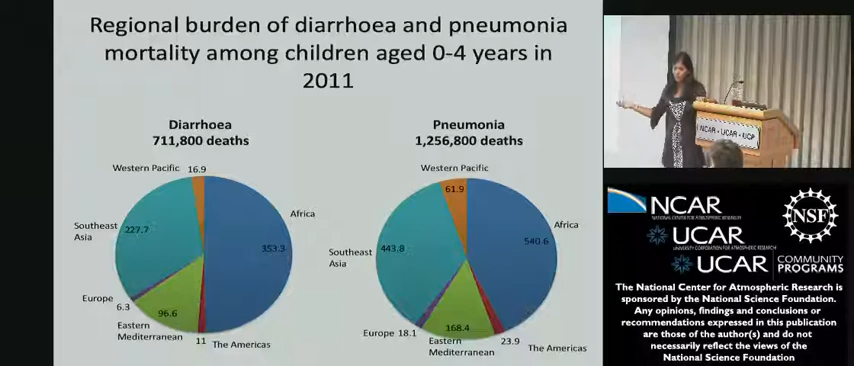 Regional burden of diarrhoea and pneumonia
mortality among children aged 0-4 years in
2011
Diarrhoea
711,800 deaths
Western Pacific 16.9
Southeast
Asia
227.7
Africa
353.3
Europe
6.3
96.6
Eastern
Mediterranean
11 The Americas
Pneumonia
1,256,800 deaths
Western Pacific
61.9
Africa
540.6
Southeast
Asia
443.8
Europe 18.1
168.4
Eastern
Mediterranean
23.9
The Americas
NCAR • UCAR • UCP
NCAR
NATIONAL CENTER FOR ATMOSPHERIC RESEARCH
NSF
UCAR
UNIVERSITY CORPORATION FOR ATMOSPHERIC RESEARCH
UCAR COMMUNITY
PROGRAMS
The National Center for Atmospheric Research is
sponsored by the National Science Foundation.
Any opinions, findings and conclusions or
recommendations expressed in this publication
are those of the author(s) and do not
necessarily reflect the views of the
National Science Foundation